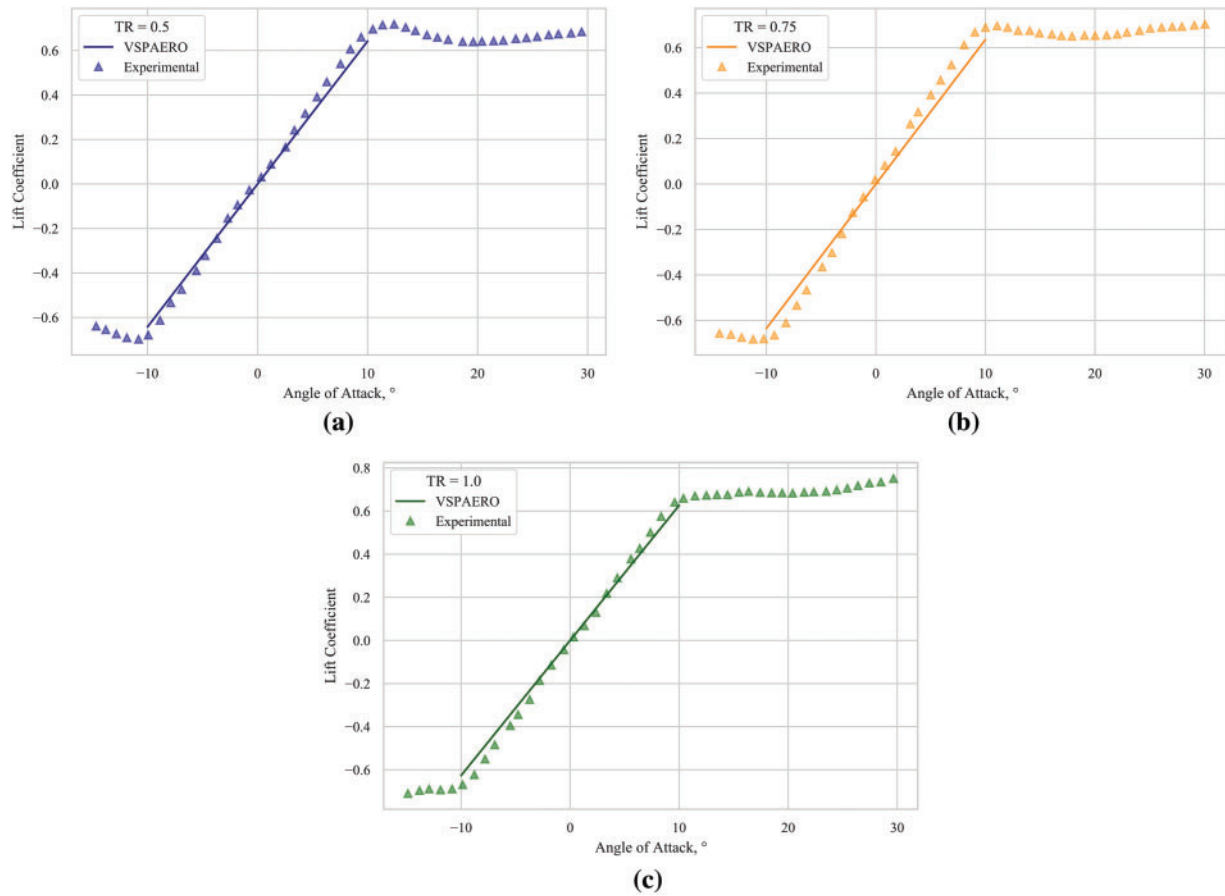 TR = 0.5
VSPAERO
Experimental
0.6
0.4
0.2
0.0
−0.2
−0.4
−0.6
Lift Coefficient
−10
0
10
20
30
Angle of Attack, °
(a)
TR = 0.75
VSPAERO
Experimental
0.6
0.4
0.2
0.0
−0.2
−0.4
−0.6
Lift Coefficient
−10
0
10
20
30
Angle of Attack, °
(b)
TR = 1.0
VSPAERO
Experimental
0.8
0.6
0.4
0.2
0.0
−0.2
−0.4
−0.6
Lift Coefficient
−10
0
10
20
30
Angle of Attack, °
(c)